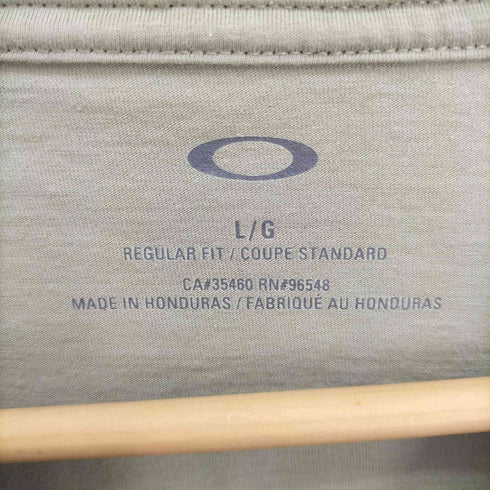 L/G
REGULAR FIT / COUPE STANDARD
CA#35460 RN#96548
MADE IN HONDURAS / FABRIQUÉ AU HONDURAS